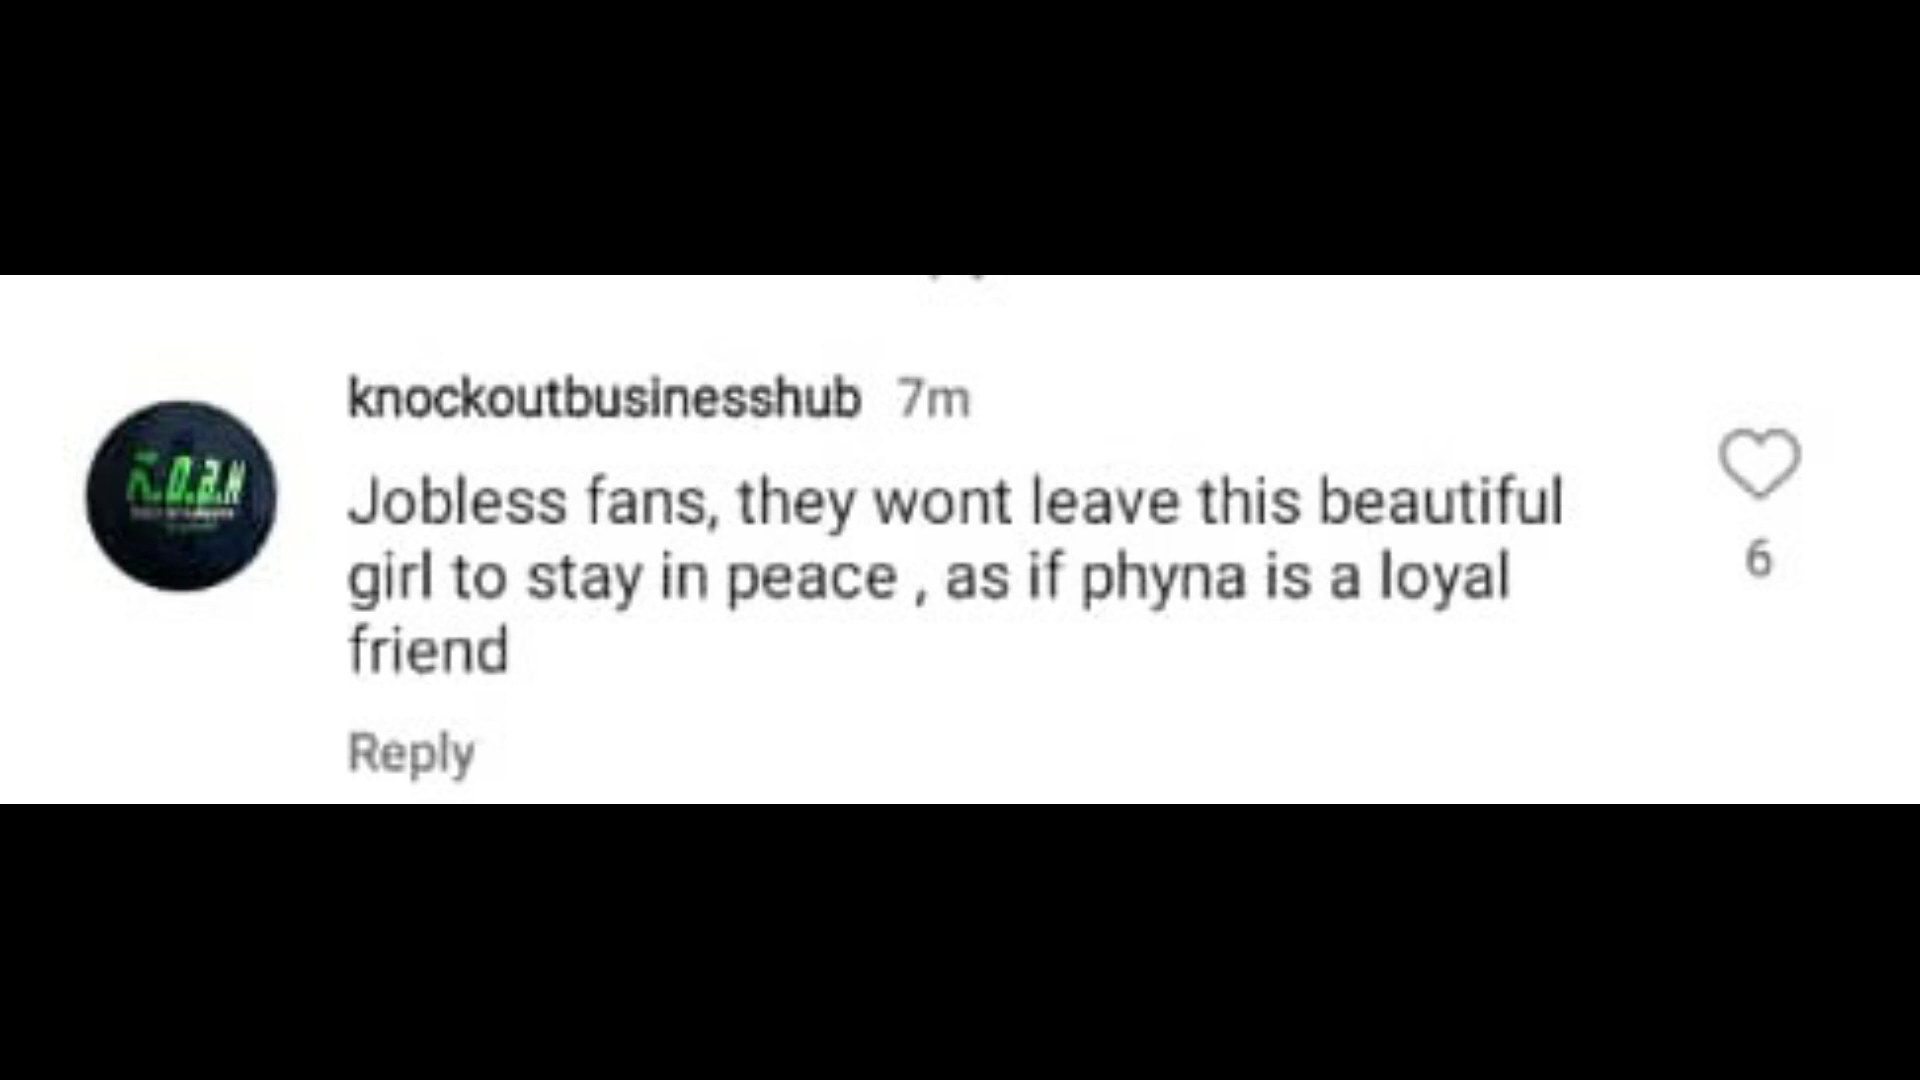 knockoutbusinesshub 7m
Jobless fans, they wont leave this beautiful
girl to stay in peace , as if phyna is a loyal
friend
6
Reply